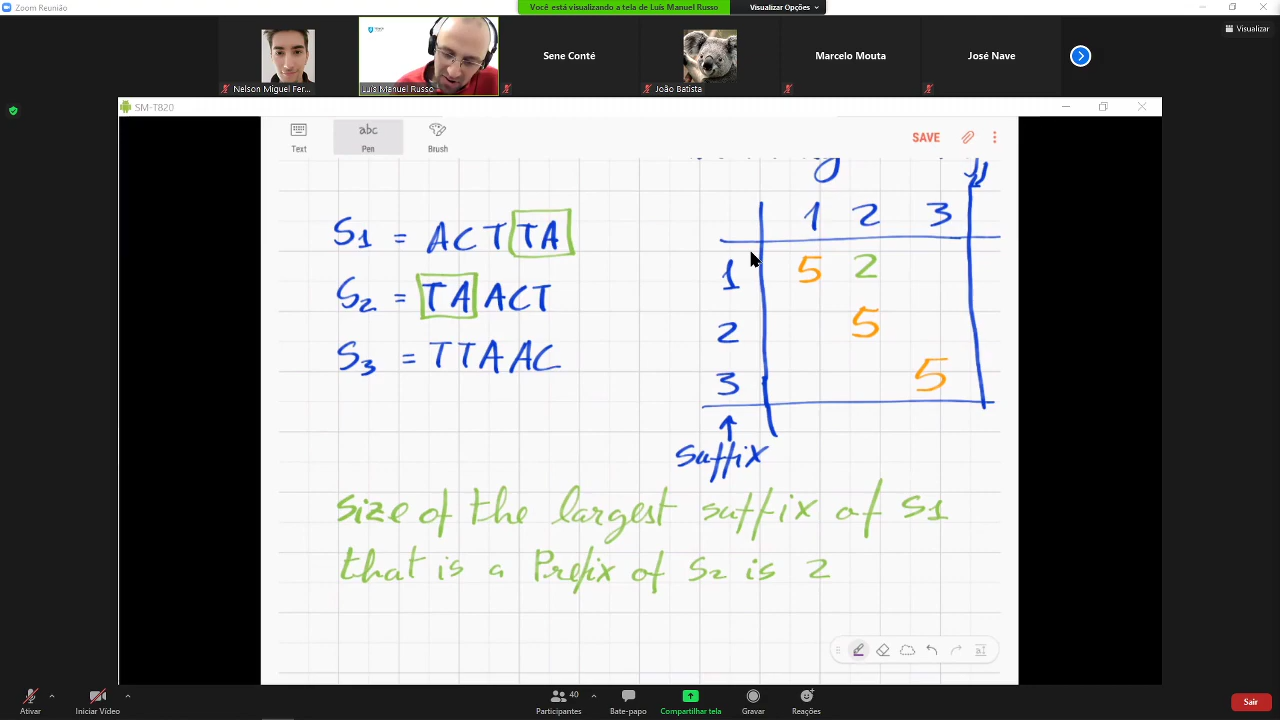 Zoom Reunião
Você está visualizando a tela de Luís Manuel Russo
Visualizar Opções
Visualizar
Nelson Miguel Fer...
Luís Manuel Russo
Sene Conté
João Batista
Marcelo Mouta
José Nave
SM-T820
Text
abc
Pen
Brush
SAVE
S1 = ACTTTA
S2 = TAACT
S3 = TTAAC
1 2 3
1 5 2
2 5
3 5
suffix
size of the largest suffix of S1
that is a Prefix of S2 is 2
Ativar
Iniciar Vídeo
40
Participantes
Bate-papo
Compartilhar tela
Gravar
Reações
Sair